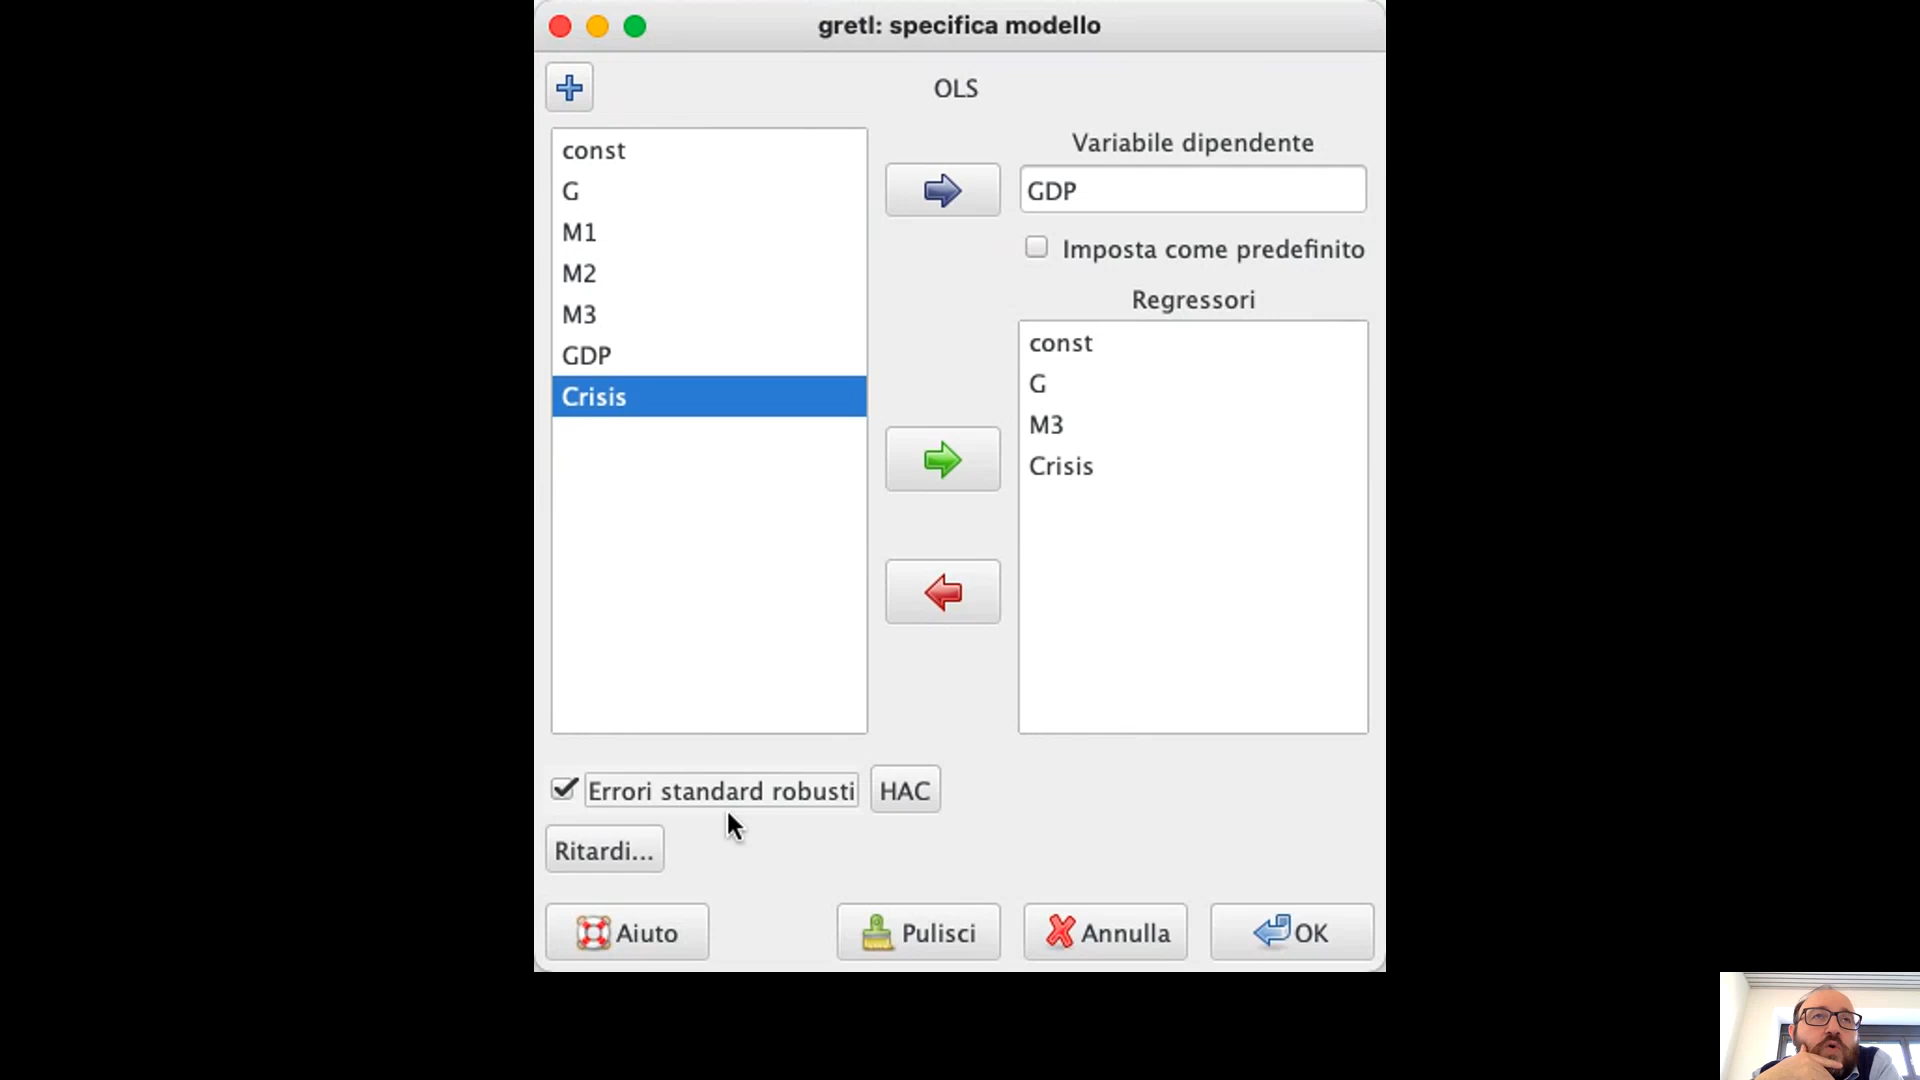 gretl: specifica modello
OLS
const
G
M1
M2
M3
GDP
Crisis
Variabile dipendente
GDP
Imposta come predefinito
Regressori
const
G
M3
Crisis
Errori standard robusti
HAC
Ritardi...
Aiuto
Pulisci
Annulla
OK